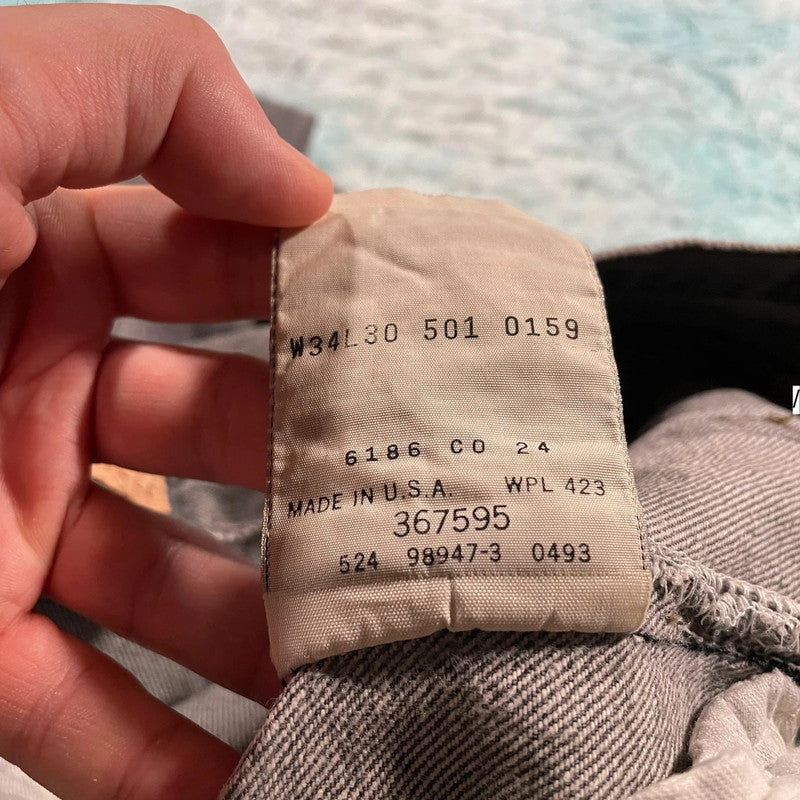 W34L30 501 0159
6186 CO 24
MADE IN U.S.A. WPL 423
367595
524 98947-3 0493